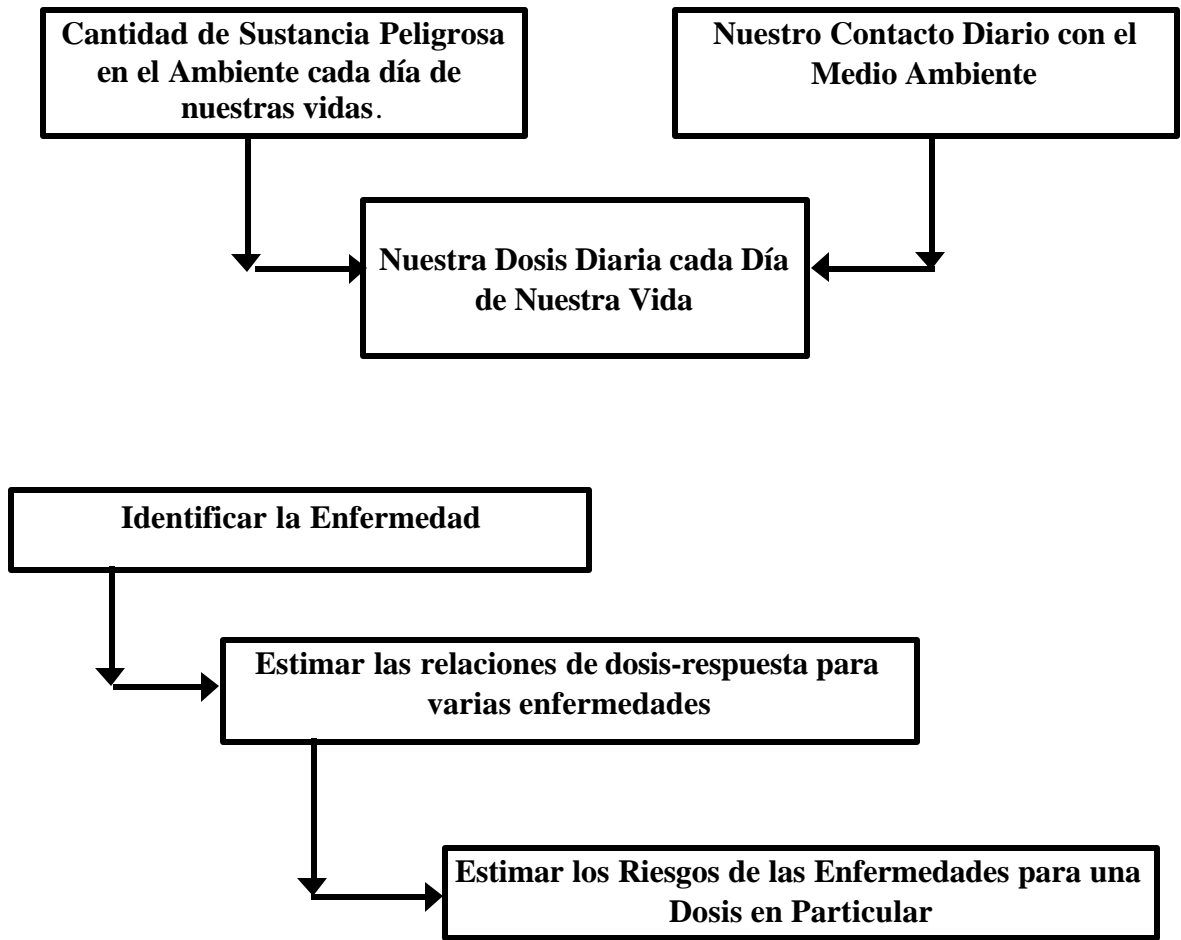 Cantidad de Sustancia Peligrosa
en el Ambiente cada día de
nuestras vidas.
Nuestro Contacto Diario con el
Medio Ambiente
Nuestra Dosis Diaria cada Día
de Nuestra Vida
Identificar la Enfermedad
Estimar las relaciones de dosis-respuesta para
varias enfermedades
Estimar los Riesgos de las Enfermedades para una
Dosis en Particular